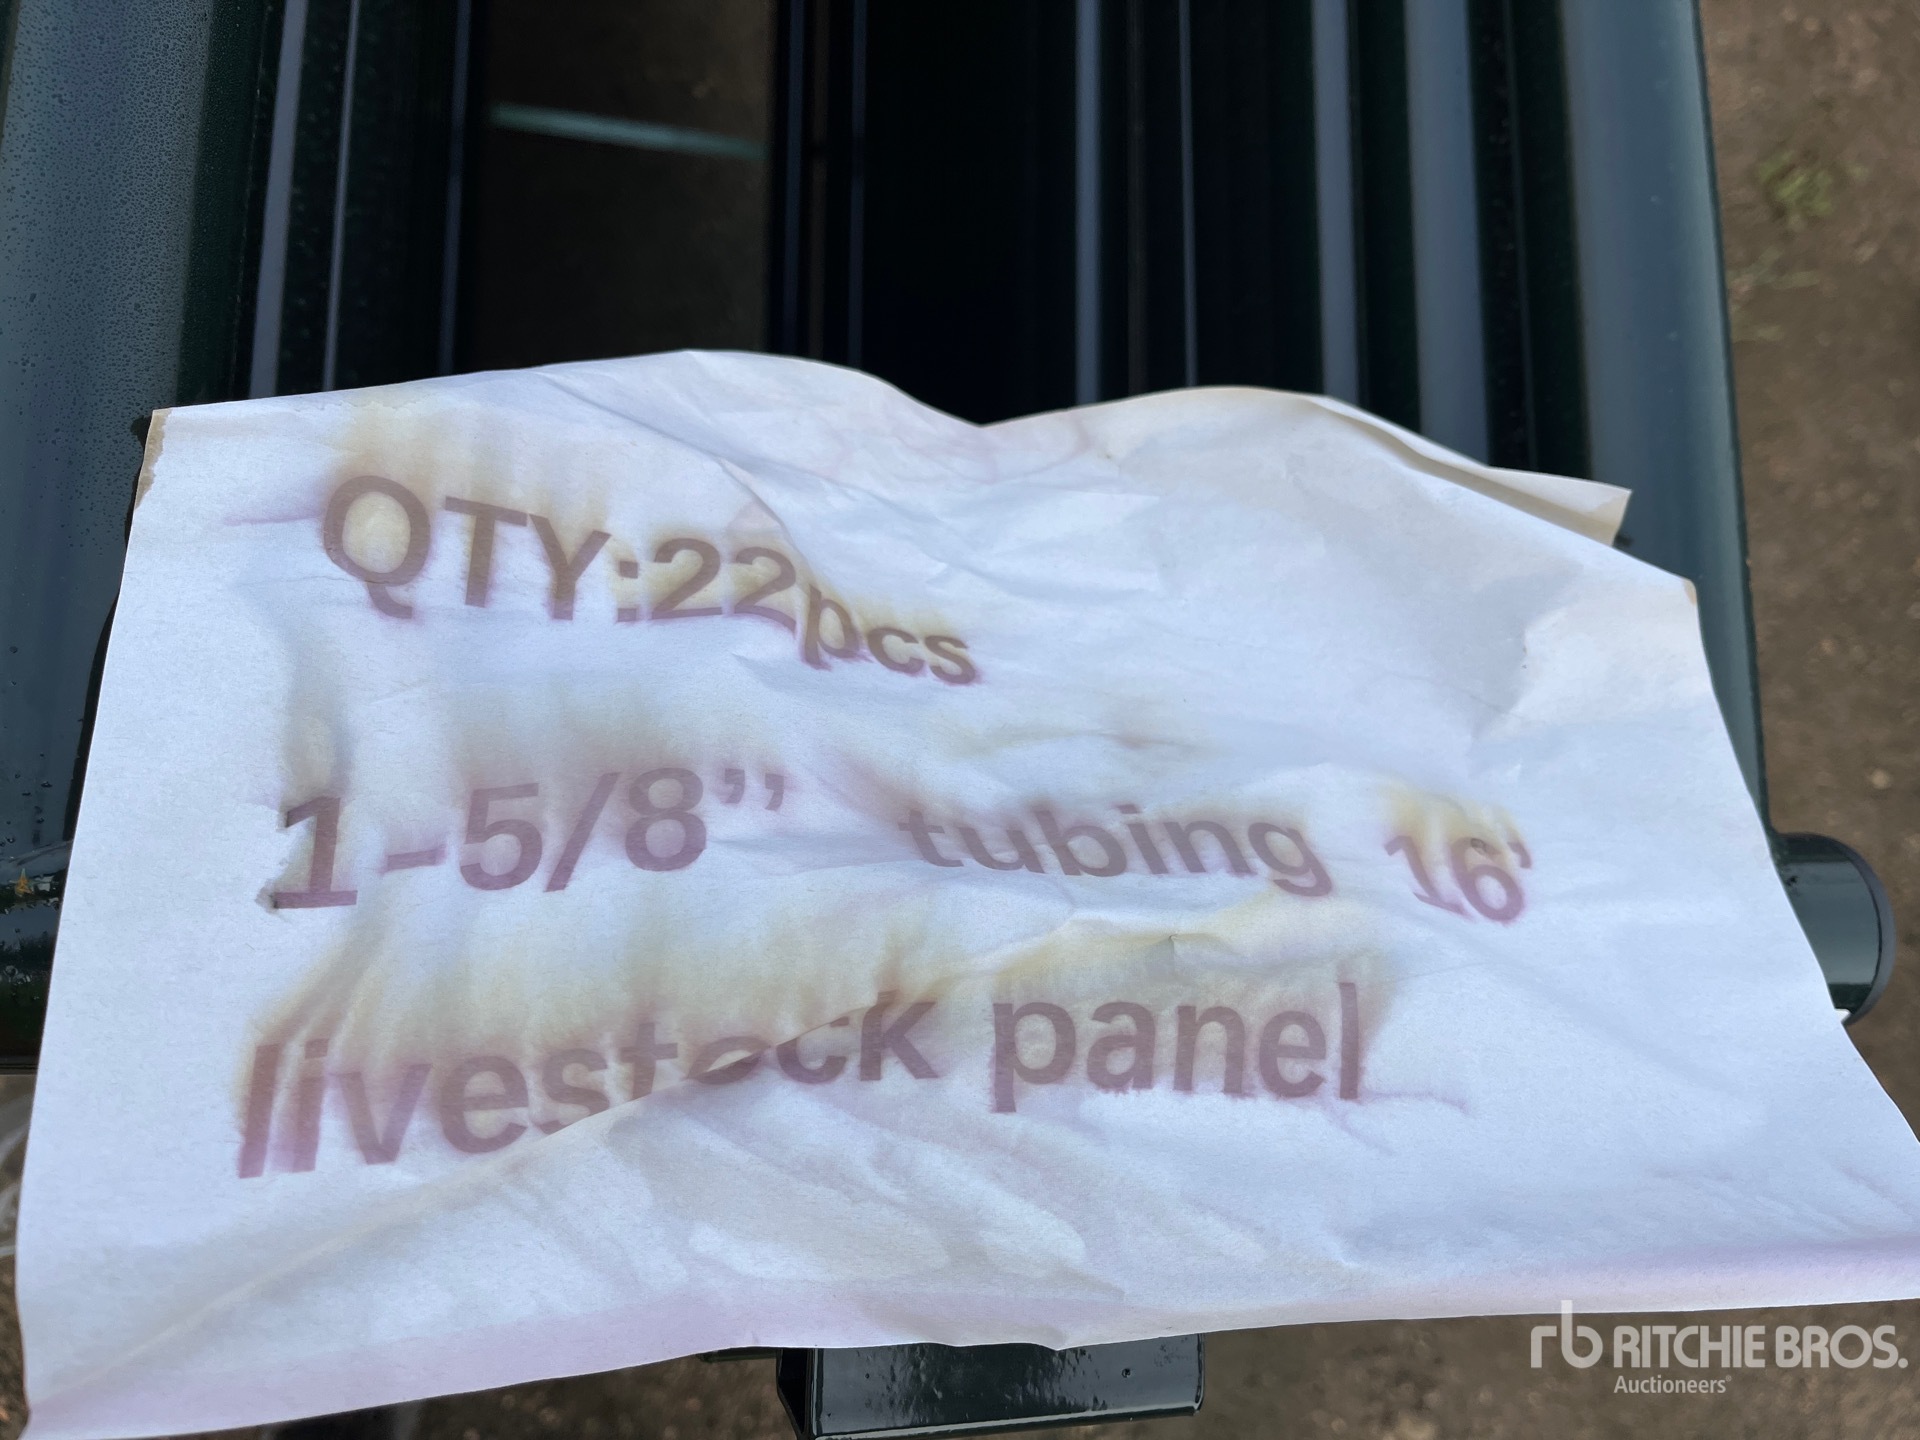 QTY:22pcs
1-5/8” tubing 16'
livestock panel
rb RITCHIE BROS.
Auctioneers